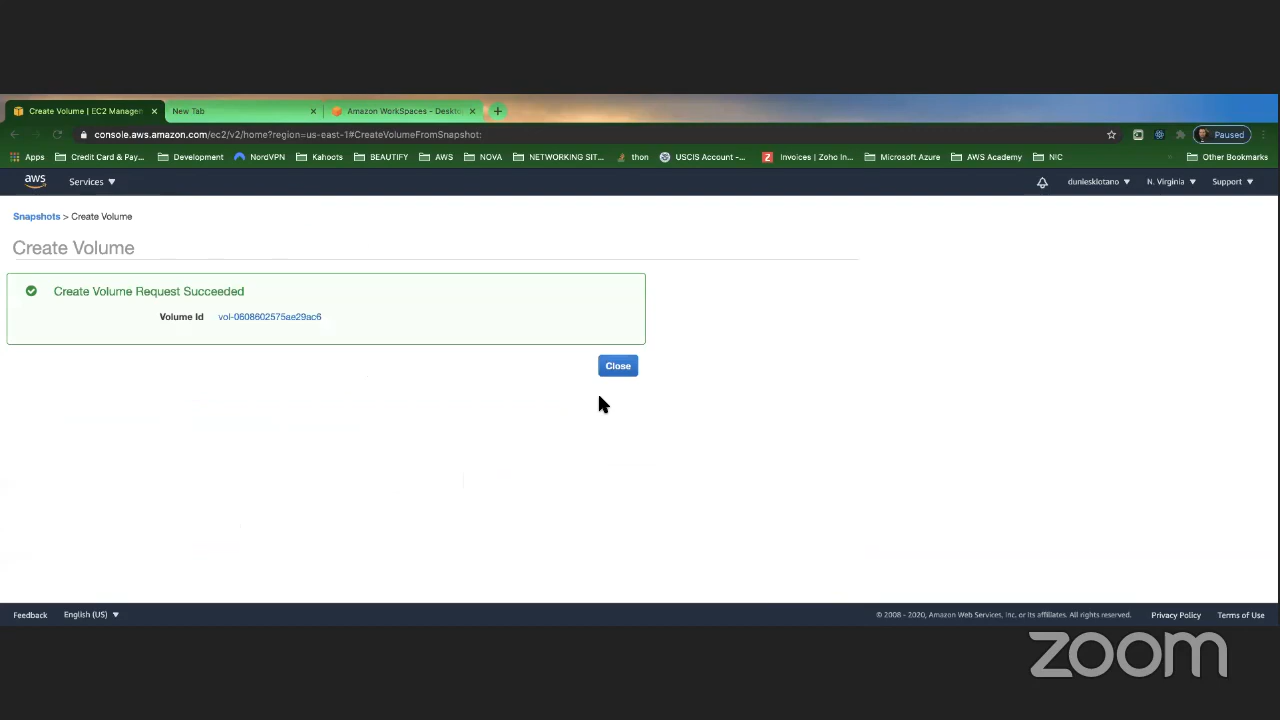 Create Volume | EC2 Managen
New Tab
Amazon WorkSpaces - Desktc
console.aws.amazon.com/ec2/v2/home?region=us-east-1#CreateVolumeFromSnapshot:
Paused
Apps
Credit Card & Pay...
Development
NordVPN
Kahoots
BEAUTIFY
AWS
NOVA
NETWORKING SIT...
thon
USCIS Account -...
Invoices | Zoho In...
Microsoft Azure
AWS Academy
NIC
Other Bookmarks
aws
Services
duniesklotano
N. Virginia
Support
Snapshots > Create Volume
Create Volume
Create Volume Request Succeeded
Volume Id vol-0608602575ae29ac6
Close
Feedback
English (US)
© 2008 - 2020, Amazon Web Services, Inc. or its affiliates. All rights reserved.
Privacy Policy
Terms of Use
zoom